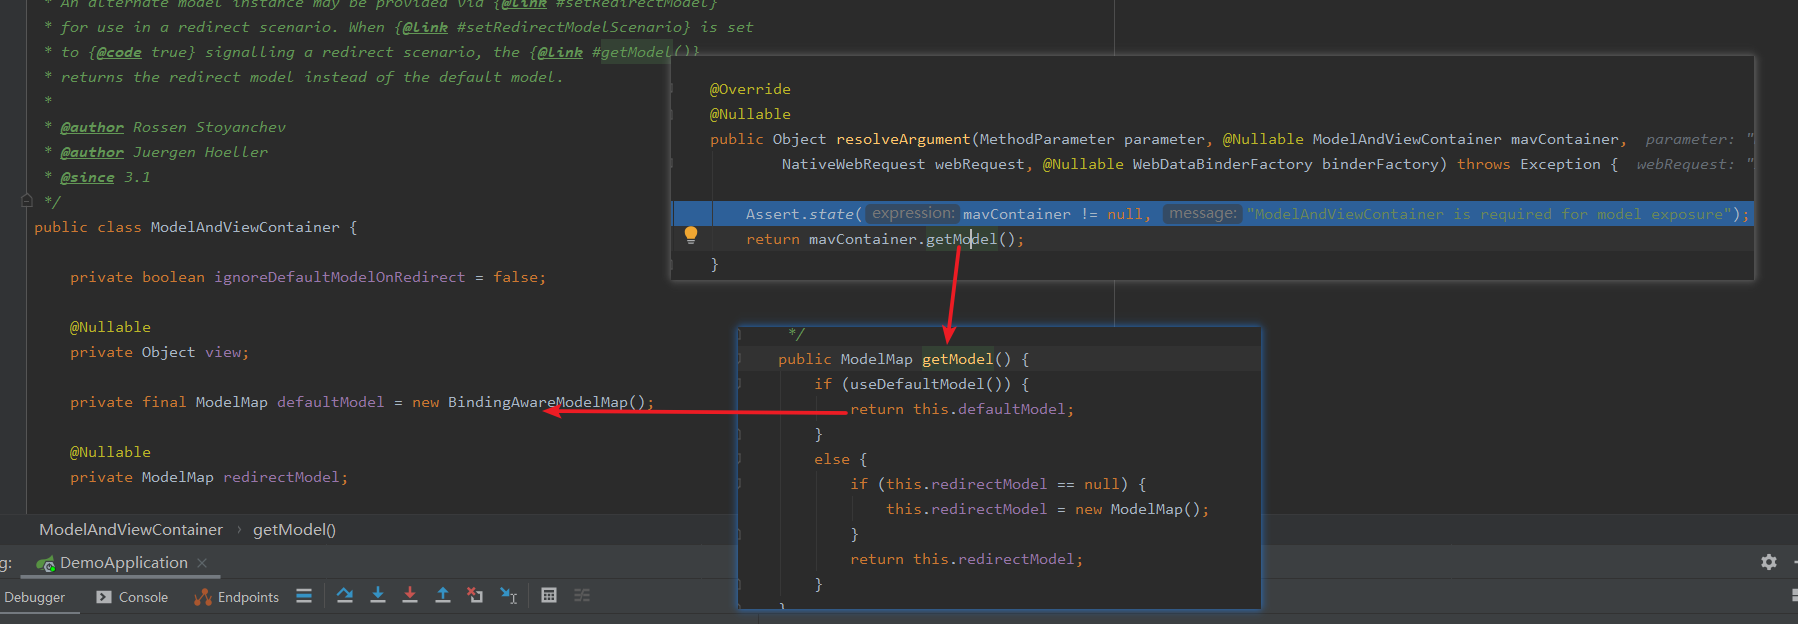 * An alternate model instance may be provided via {@link #setRedirectModel}
* for use in a redirect scenario. When {@link #setRedirectModelScenario} is set
* to {@code true} signalling a redirect scenario, the {@link #getModel()}
* returns the redirect model instead of the default model.
*
* @author Rossen Stoyanchev
* @author Juergen Hoeller
* @since 3.1
*/
public class ModelAndViewContainer {
private boolean ignoreDefaultModelOnRedirect = false;
@Nullable
private Object view;
private final ModelMap defaultModel = new BindingAwareModelMap();
@Nullable
private ModelMap redirectModel;
@Override
@Nullable
public Object resolveArgument(MethodParameter parameter, @Nullable ModelAndViewContainer mavContainer, parameter: "
NativeWebRequest webRequest, @Nullable WebDataBinderFactory binderFactory) throws Exception { webRequest: "
Assert.state( expression: mavContainer != null, message: "ModelAndViewContainer is required for model exposure");
return mavContainer.getModel();
}
*/
public ModelMap getModel() {
if (useDefaultModel()) {
return this.defaultModel;
}
else {
if (this.redirectModel == null) {
this.redirectModel = new ModelMap();
}
return this.redirectModel;
}
ModelAndViewContainer › getModel()
g: DemoApplication ×
Debugger Console Endpoints